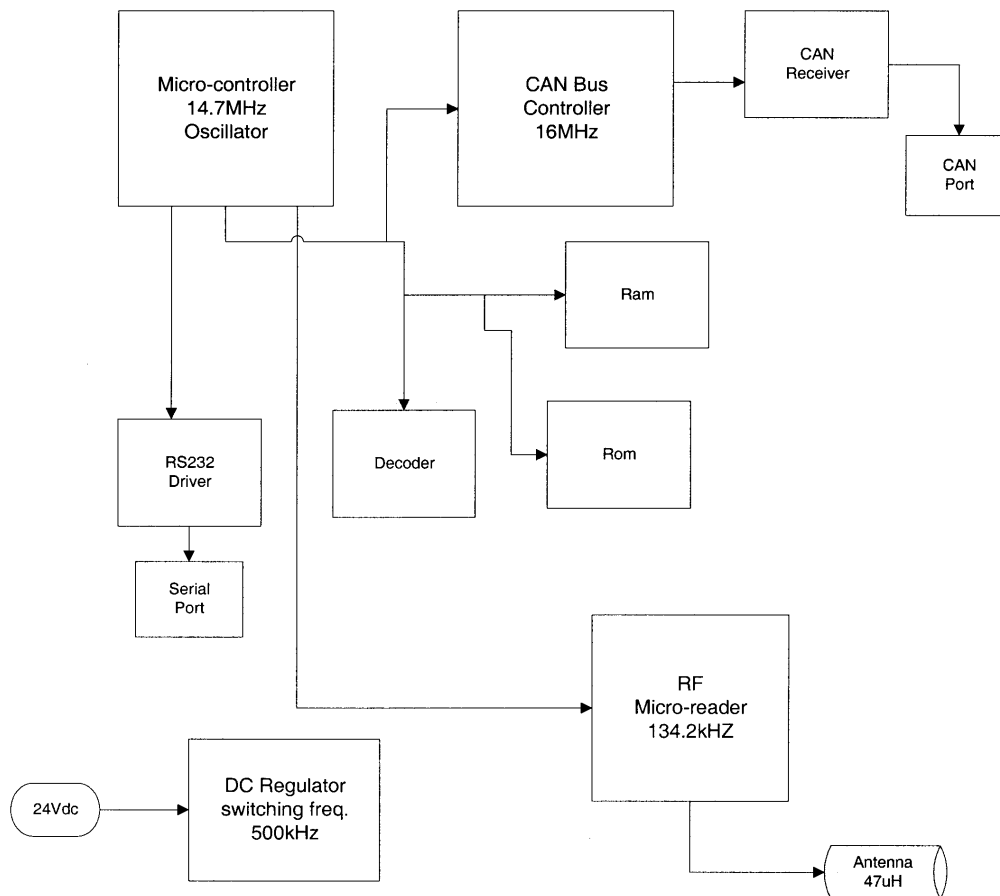 Micro-controller
14.7MHz
Oscillator
CAN Bus
Controller
16MHz
CAN
Receiver
CAN
Port
Ram
RS232
Driver
Decoder
Rom
Serial
Port
RF
Micro-reader
134.2kHZ
24Vdc
DC Regulator
switching freq.
500kHz
Antenna
47uH